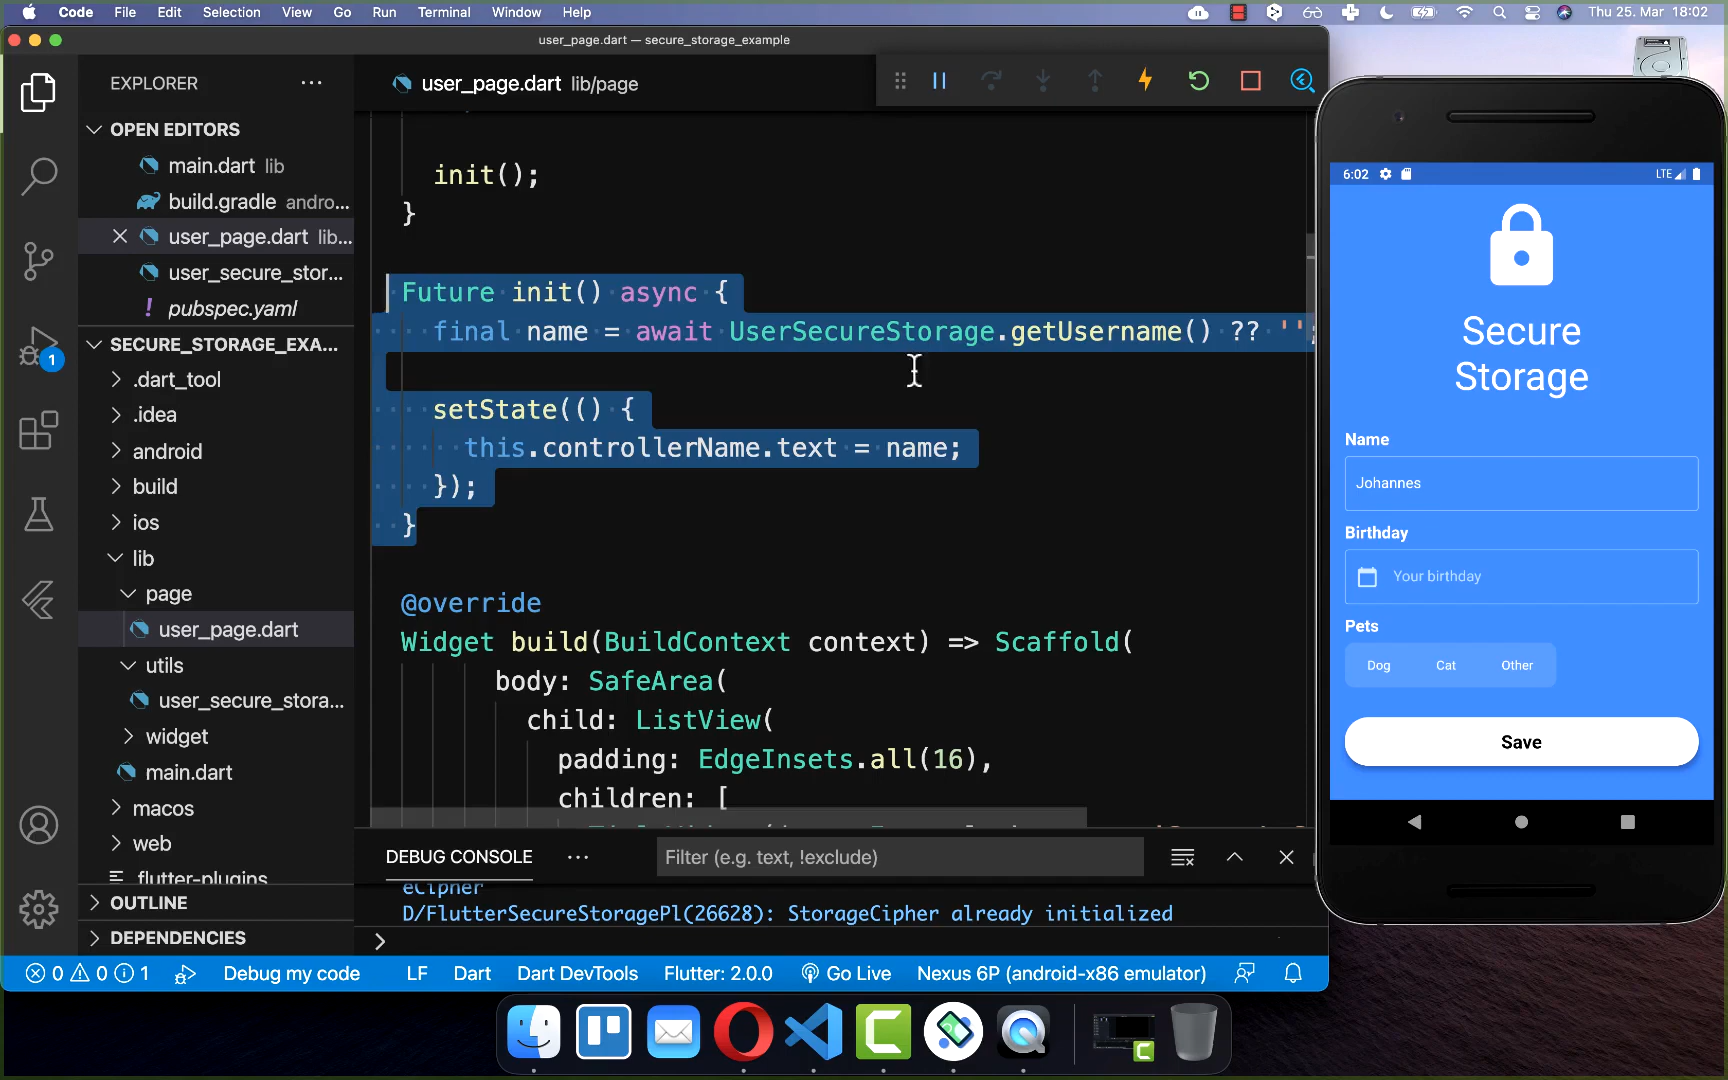 Code File Edit Selection View Go Run Terminal Window Help
Thu 25. Mar 18:02
user_page.dart — secure_storage_example
EXPLORER
OPEN EDITORS
main.dart lib
build.gradle andro...
user_page.dart lib...
user_secure_stor...
! pubspec.yaml
SECURE_STORAGE_EXA...
.dart_tool
.idea
android
build
ios
lib
page
user_page.dart
utils
user_secure_stora...
widget
main.dart
macos
web
flutter-plugins
OUTLINE
DEPENDENCIES
1
user_page.dart lib/page
init();
}
Future init() async {
final name = await UserSecureStorage.getUsername() ?? '';
setState(() {
this.controllerName.text = name;
});
}
@override
Widget build(BuildContext context) => Scaffold(
body: SafeArea(
child: ListView(
padding: EdgeInsets.all(16),
children: [
DEBUG CONSOLE
Filter (e.g. text, !exclude)
eCipher
D/FlutterSecureStoragePl(26628): StorageCipher already initialized
0 0 1 Debug my code LF Dart Dart DevTools Flutter: 2.0.0 Go Live Nexus 6P (android-x86 emulator)
6:02 LTE
Secure
Storage
Name
Johannes
Birthday
Your birthday
Pets
Dog Cat Other
Save